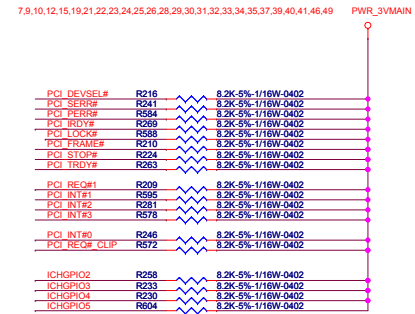 7,9,10,12,15,19,21,22,23,24,25,26,28,29,30,31,32,33,34,35,37,39,40,41,46,49 PWR_3VMAIN
PCI_DEVSEL# R216 8.2K-5%-1/16W-0402
PCI_SERR# R241 8.2K-5%-1/16W-0402
PCI_PERR# R584 8.2K-5%-1/16W-0402
PCI_IRDY# R269 8.2K-5%-1/16W-0402
PCI_LOCK# R588 8.2K-5%-1/16W-0402
PCI_FRAME# R210 8.2K-5%-1/16W-0402
PCI_STOP# R224 8.2K-5%-1/16W-0402
PCI_TRDY# R263 8.2K-5%-1/16W-0402
PCI_REQ#1 R209 8.2K-5%-1/16W-0402
PCI_INT#1 R595 8.2K-5%-1/16W-0402
PCI_INT#2 R281 8.2K-5%-1/16W-0402
PCI_INT#3 R578 8.2K-5%-1/16W-0402
PCI_INT#0 R246 8.2K-5%-1/16W-0402
PCI_REQ#_CLIP R572 8.2K-5%-1/16W-0402
ICHGPIO2 R258 8.2K-5%-1/16W-0402
ICHGPIO3 R233 8.2K-5%-1/16W-0402
ICHGPIO4 R230 8.2K-5%-1/16W-0402
ICHGPIO5 R604 8.2K-5%-1/16W-0402